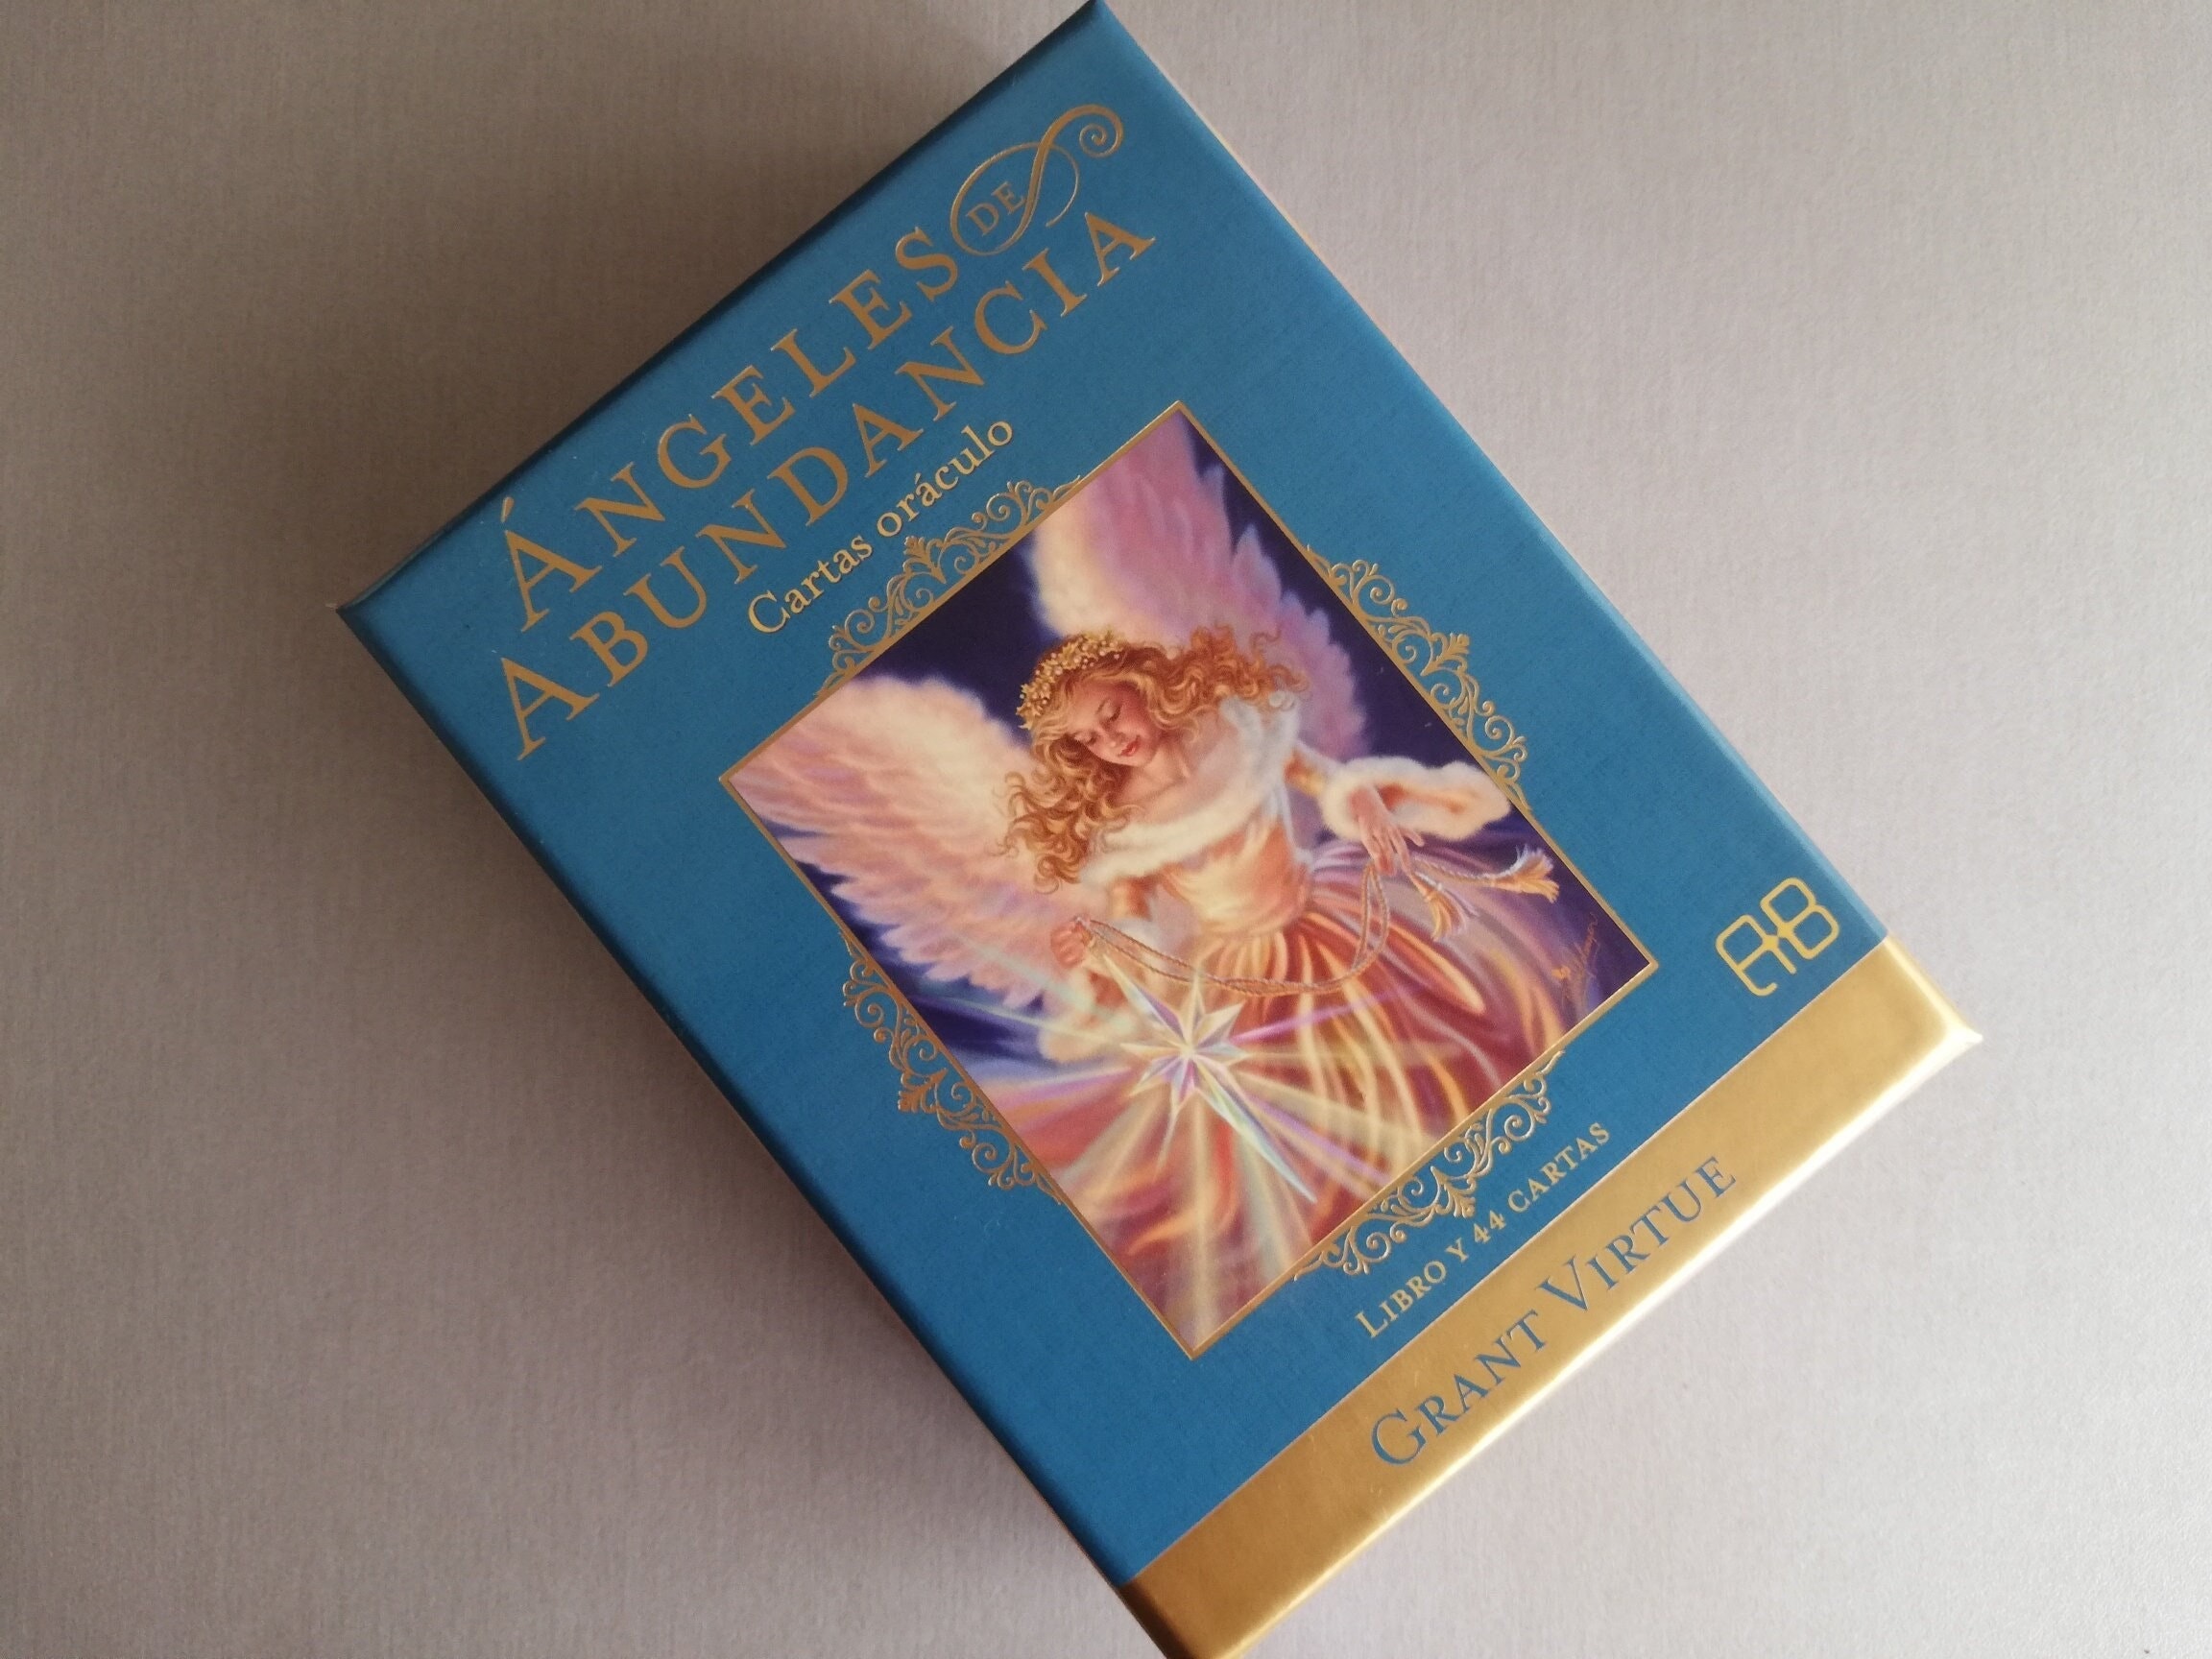 ÁNGELES DE
ABUNDANCIA
Cartas oráculo
AB
LIBRO Y 44 CARTAS
GRANT VIRTUE